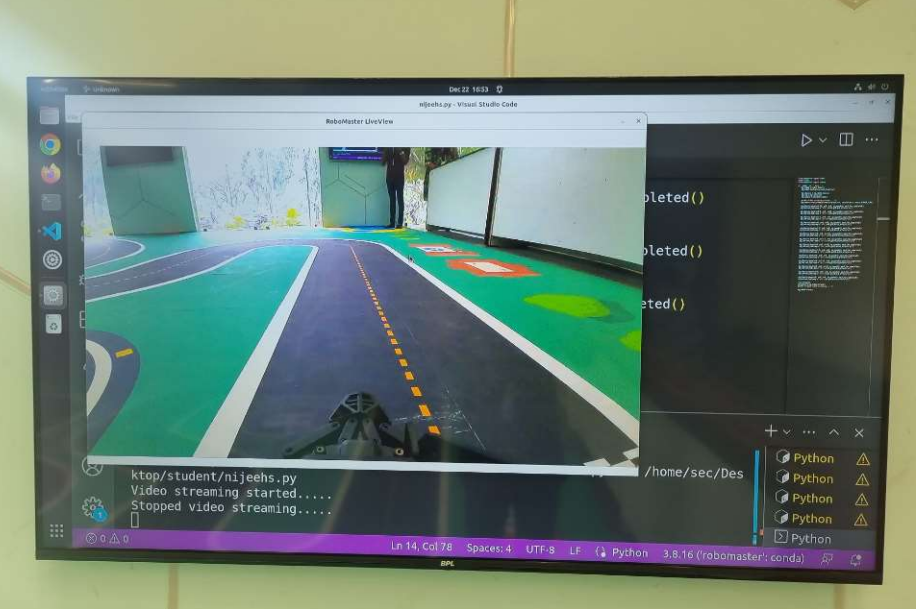 Dec 22 16:53
nijeehs.py - Visual Studio Code
RoboMaster LiveView
pleted()
pleted()
eted()
/home/sec/Des
ktop/student/nijeehs.py
Video streaming started.....
Stopped video streaming.....
Python
Python
Python
Python
Python
0 0
Ln 14, Col 78 Spaces: 4 UTF-8 LF Python 3.8.16 ('robomaster': conda)
BPL